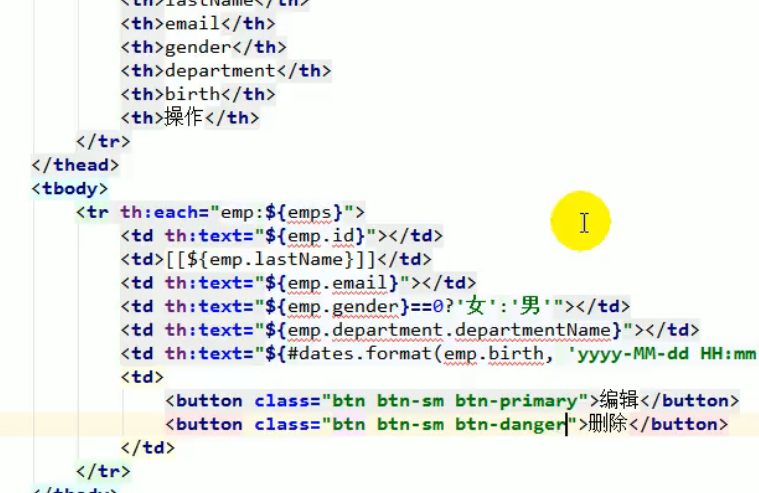 <th>lastName</th>
<th>email</th>
<th>gender</th>
<th>department</th>
<th>birth</th>
<th>操作</th>
</tr>
</thead>
<tbody>
<tr th:each="emp:${emps}">
<td th:text="${emp.id}"></td>
<td>[[${emp.lastName}]]</td>
<td th:text="${emp.email}"></td>
<td th:text="${emp.gender}==0?'女':'男'"></td>
<td th:text="${emp.department.departmentName}"></td>
<td th:text="${#dates.format(emp.birth, 'yyyy-MM-dd HH:mm
<td>
<button class="btn btn-sm btn-primary">编辑</button>
<button class="btn btn-sm btn-danger">删除</button>
</td>
</tr>
</tbody>